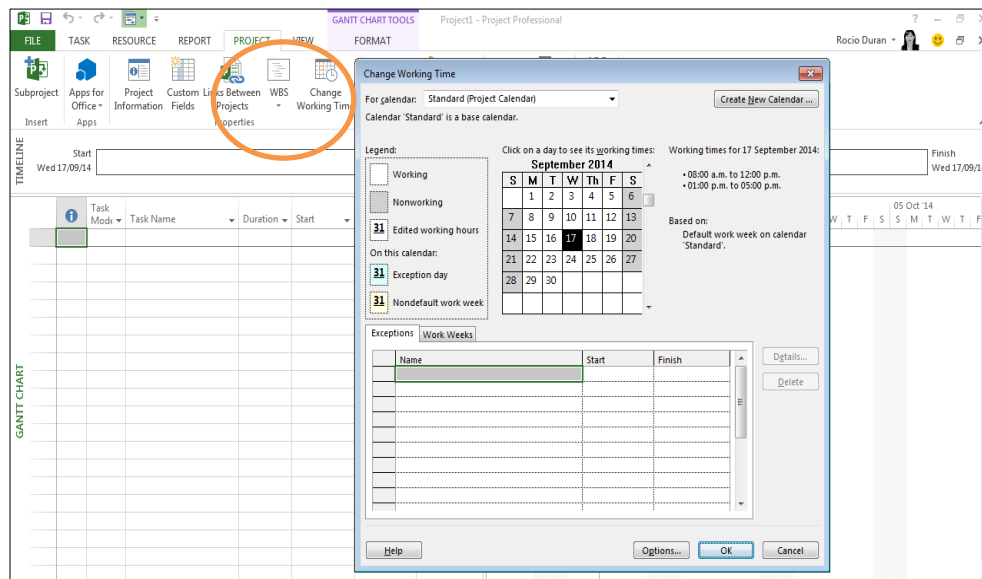 GANTT CHART TOOLS Project1 - Project Professional ?
FILE TASK RESOURCE REPORT PROJECT VIEW FORMAT Rocio Duran
Subproject Apps for Office Project Information Custom Fields Links Between Projects WBS Change Working Time
Insert Apps Properties
TIMELINE
Start
Wed 17/09/14
Finish
Wed 17/09/1
Task Mode Task Name Duration Start
05 Oct '14
W T F S S M T W T F
GANTT CHART
Change Working Time
For calendar: Standard (Project Calendar) Create New Calendar ...
Calendar 'Standard' is a base calendar.
Legend:
Working
Nonworking
31 Edited working hours
On this calendar:
31 Exception day
31 Nondefault work week
Click on a day to see its working times:
September 2014
S M T W Th F S
1 2 3 4 5 6
7 8 9 10 11 12 13
14 15 16 17 18 19 20
21 22 23 24 25 26 27
28 29 30
Working times for 17 September 2014:
• 08:00 a.m. to 12:00 p.m.
• 01:00 p.m. to 05:00 p.m.
Based on:
Default work week on calendar
'Standard'.
Exceptions Work Weeks
Name Start Finish
Details...
Delete
Help Options... OK Cancel